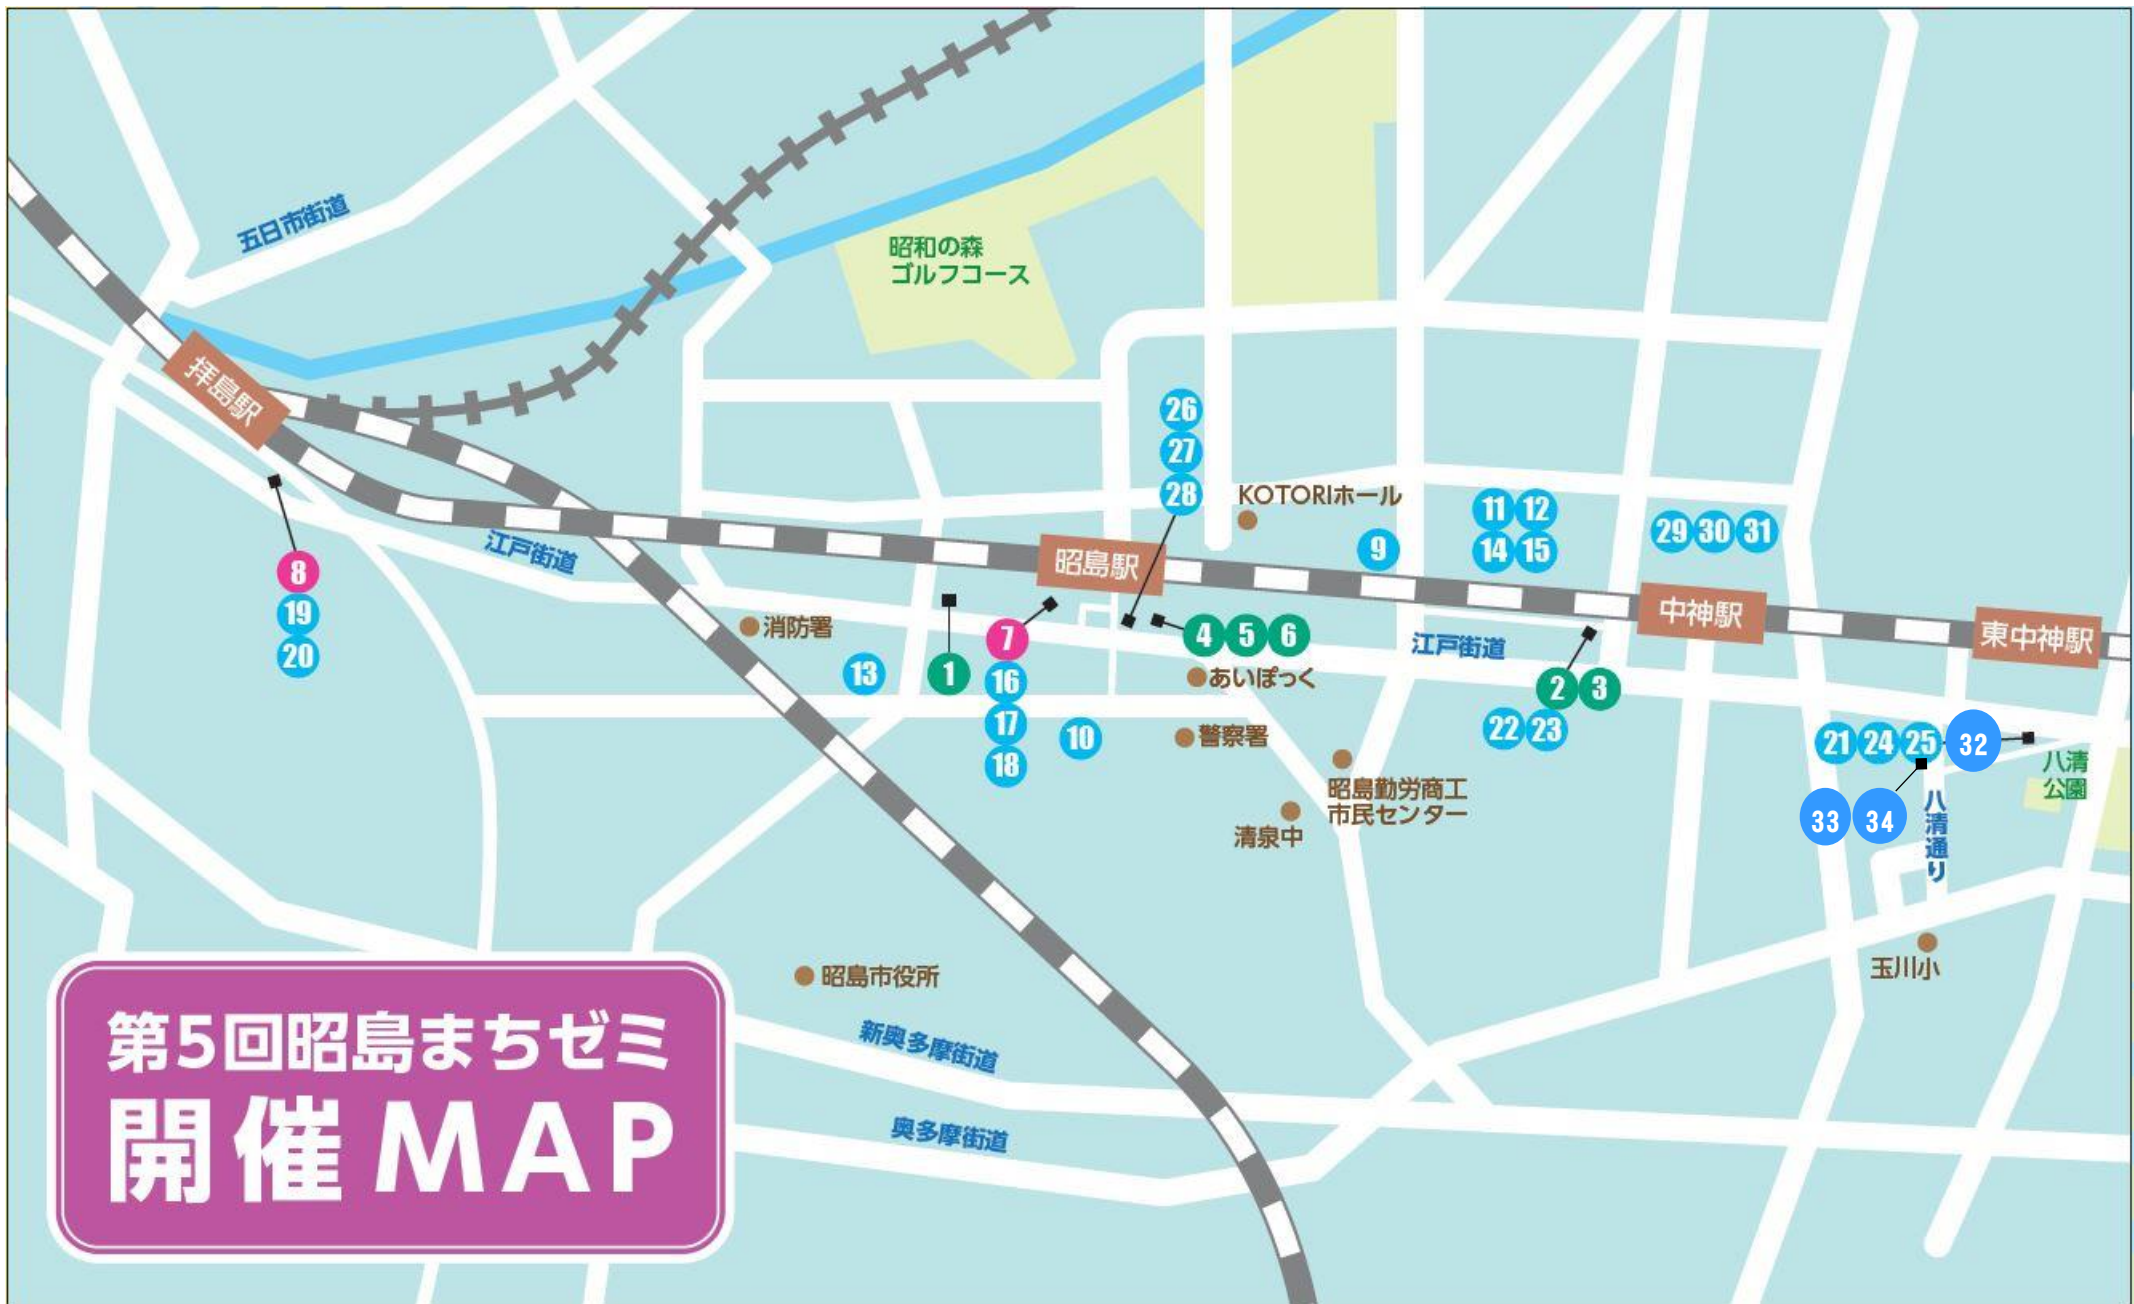 五日市街道
昭和の森
ゴルフコース
拝島駅
26
27
28
KOTORIホール
11 12
14 15
29 30 31
9
江戸街道
昭島駅
8
19
20
中神駅
東中神駅
消防署
7
16
17
18
4 5 6
江戸街道
あいぽっく
13
1
2 3
22 23
10
警察署
21 24 25 32
八清
公園
昭島勤労商工
市民センター
清泉中
33 34
八清通り
玉川小
昭島市役所
第5回昭島まちゼミ
開催MAP
新奥多摩街道
奥多摩街道